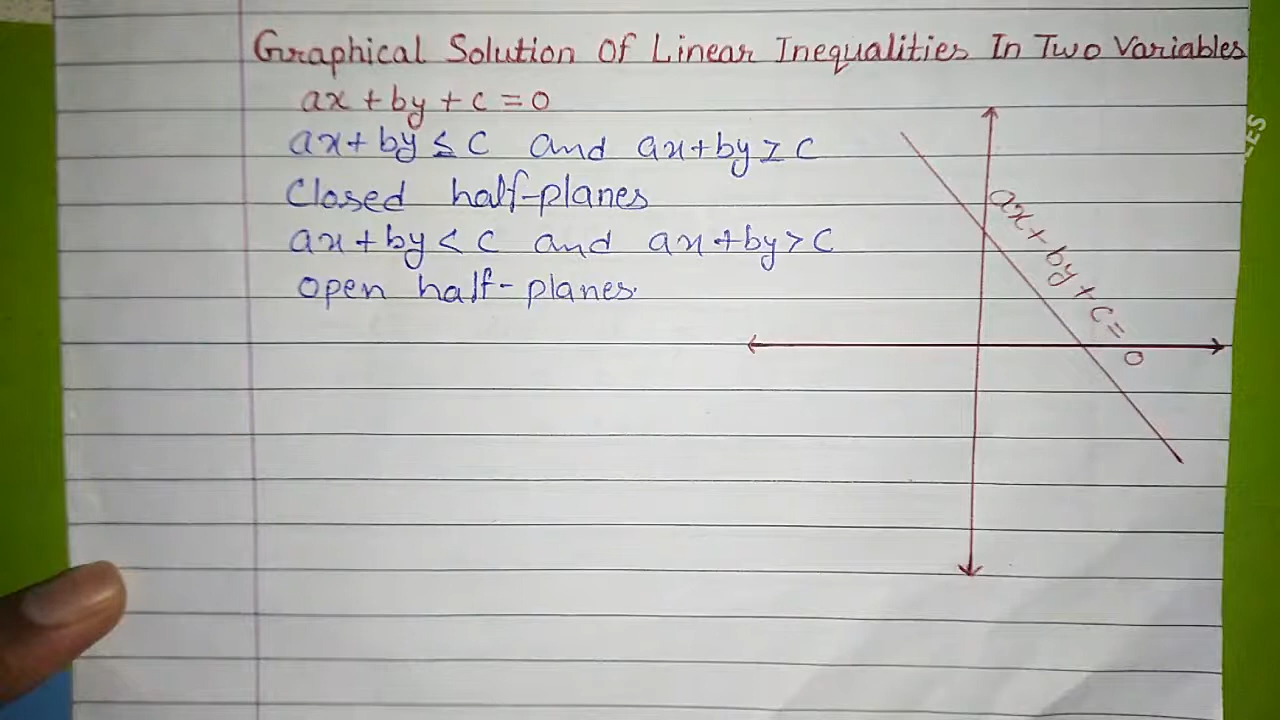 Graphical Solution Of Linear Inequalities In Two Variables
ax + by + c = 0
ax + by ≤ c and ax + by ≥ c
Closed half-planes
ax + by < c and ax + by > c
open half-planes.
ax + by + c = 0